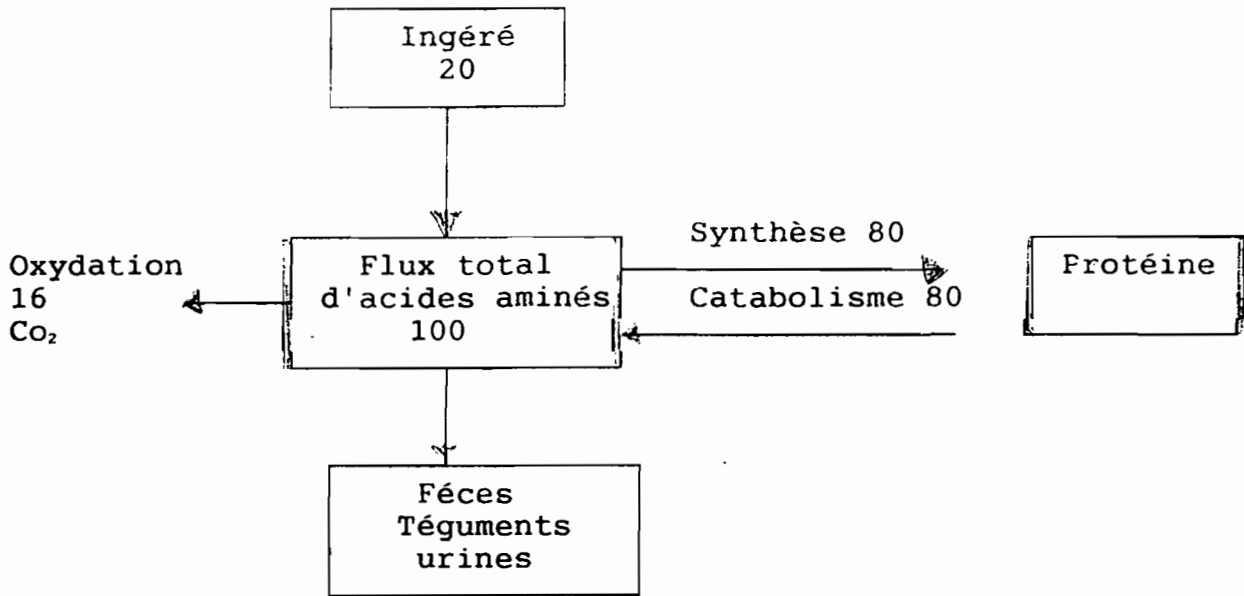 Ingéré
20
Synthèse 80
Oxydation
16
Co₂
Flux total
d'acides aminés
100
Catabolisme 80
Protéine
Féces
Téguments
urines